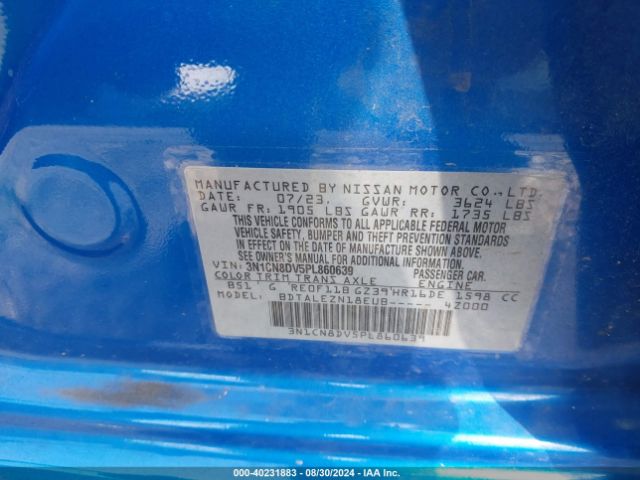 MANUFACTURED BY NISSAN MOTOR CO., LTD.
DATE: 07/23, GVWR: 3624 LBS
GAWR FR: 1905 LBS GAWR RR: 1735 LBS
THIS VEHICLE CONFORMS TO ALL APPLICABLE FEDERAL MOTOR
VEHICLE SAFETY, BUMPER AND THEFT PREVENTION STANDARDS
IN EFFECT ON THE DATE OF MANUFACTURE SHOWN ABOVE.
SEE OWNER'S MANUAL FOR ADDITIONAL INFORMATION.
VIN: 3N1CN8DV5PL860639 PASSENGER CAR.
COLOR TRIM TRANS AXLE ENGINE
B51 G RE0F11B GZ39 HR16DE 1598 CC
MODEL: BDTALEZN18EUB----- 4Z000
3N1CN8DV5PL860639
000-40231883 - 08/30/2024 - IAA Inc.